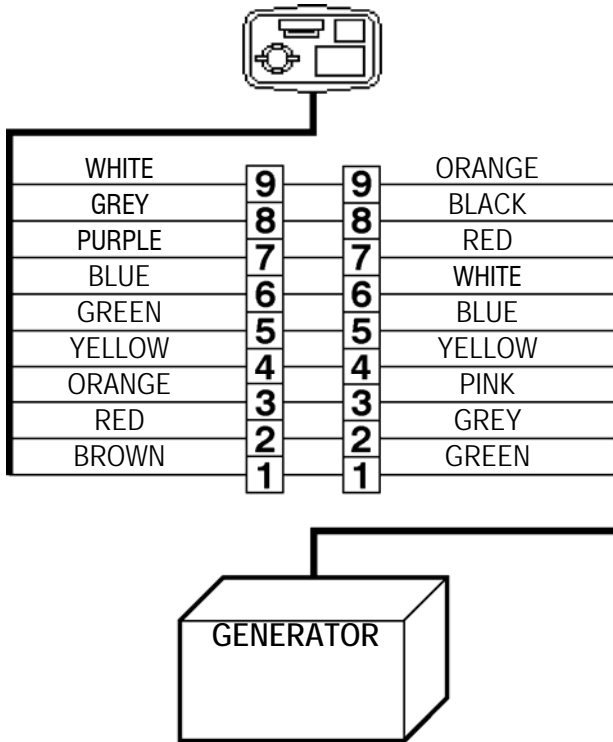 WHITE 9 9 ORANGE
GREY 8 8 BLACK
PURPLE 7 7 RED
BLUE 6 6 WHITE
GREEN 5 5 BLUE
YELLOW 4 4 YELLOW
ORANGE 3 3 PINK
RED 2 2 GREY
BROWN 1 1 GREEN
GENERATOR